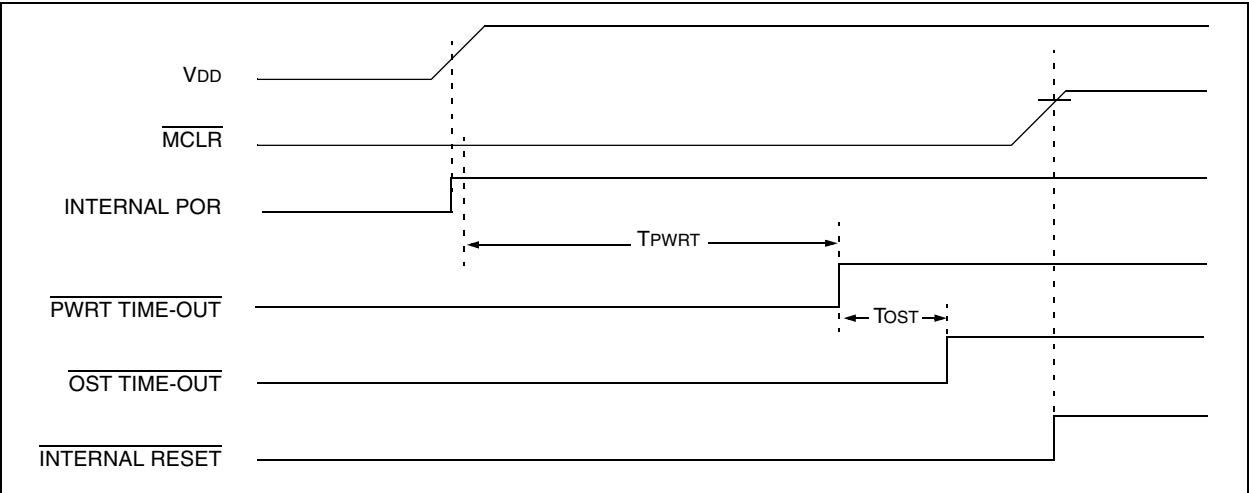 VDD
MCLR
INTERNAL POR
TPWRT
PWRT TIME-OUT
TOST
OST TIME-OUT
INTERNAL RESET